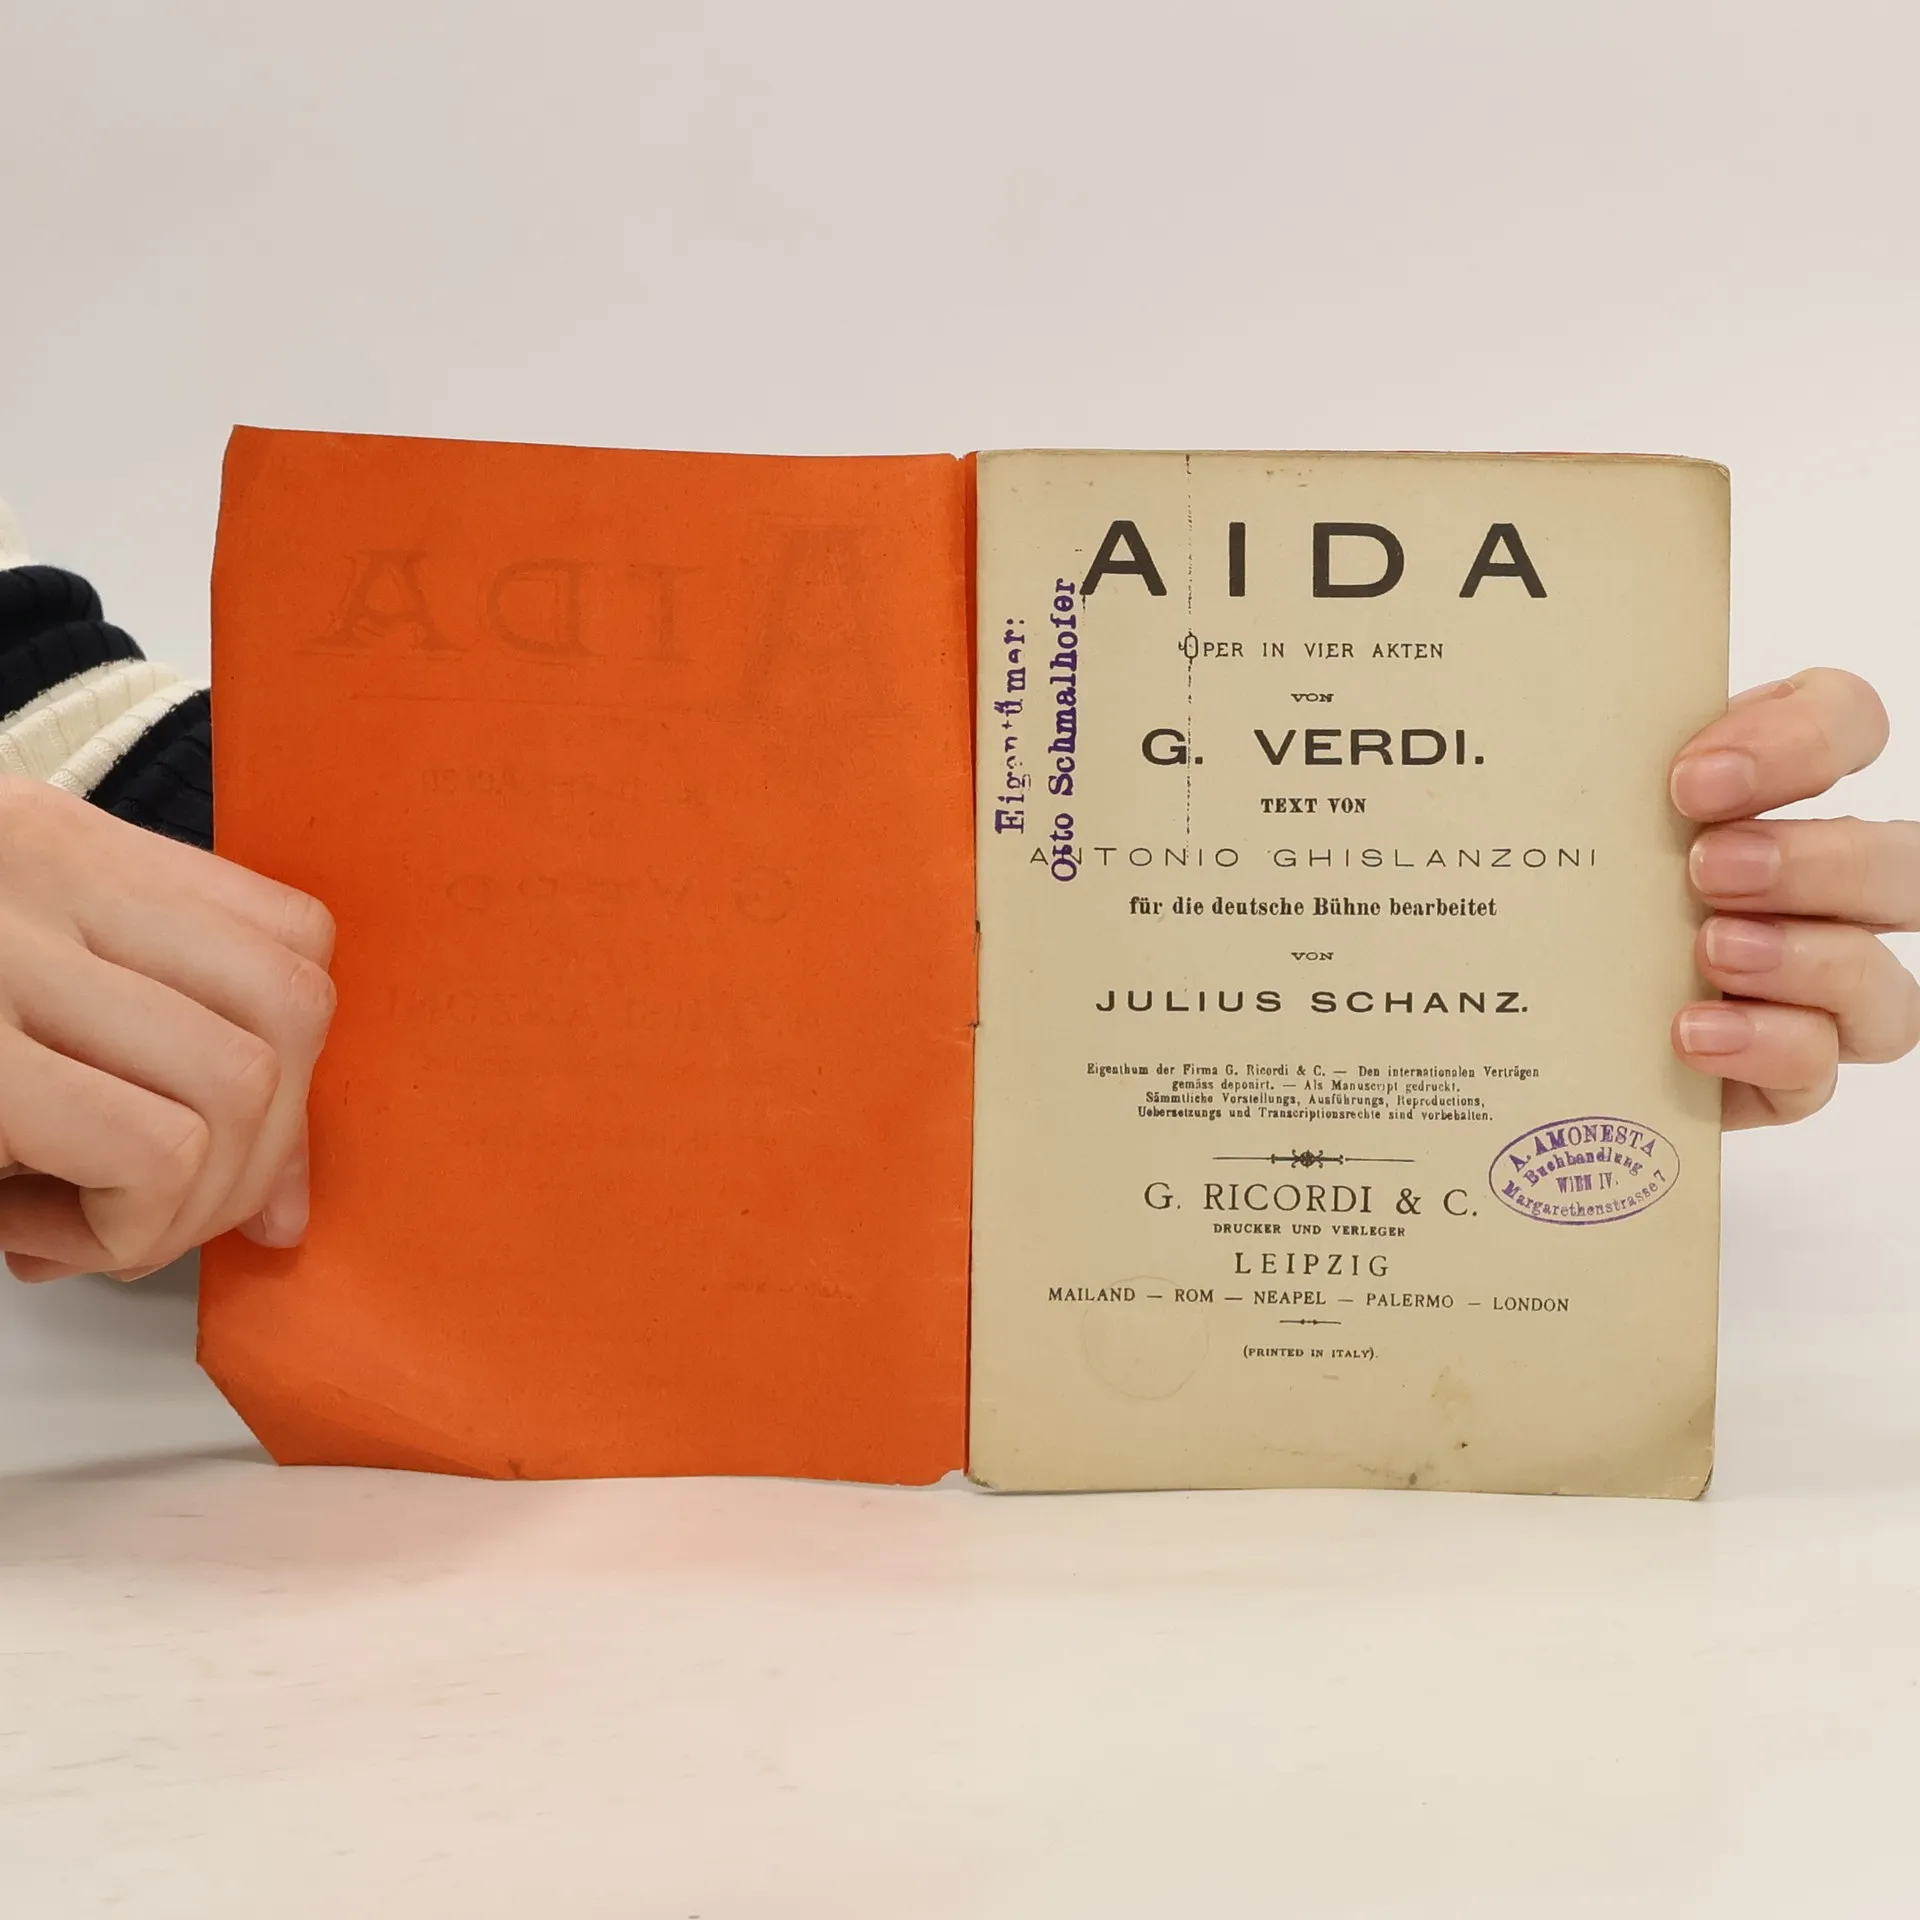 AIDA
OPER IN VIER AKTEN
VON
G. VERDI.
TEXT VON
ANTONIO GHISLANZONI
für die deutsche Bühne bearbeitet
VON
JULIUS SCHANZ.
Eigenthum der Firma G. Ricordi & C. — Den internationalen Verträgen
gemäss deponirt. — Als Manuscript gedruckt.
Sämmtliche Vorstellungs, Ausführungs, Reproductions,
Uebersetzungs und Transcriptionsrechte sind vorbehalten.
G. RICORDI & C.
DRUCKER UND VERLEGER
LEIPZIG
MAILAND — ROM — NEAPEL — PALERMO — LONDON
(PRINTED IN ITALY).
Eigentümer:
Otto Schmalhofer
A. AMONESTA
Buchhandlung
WIEN IV.
Margarethenstrasse 7
AIDA